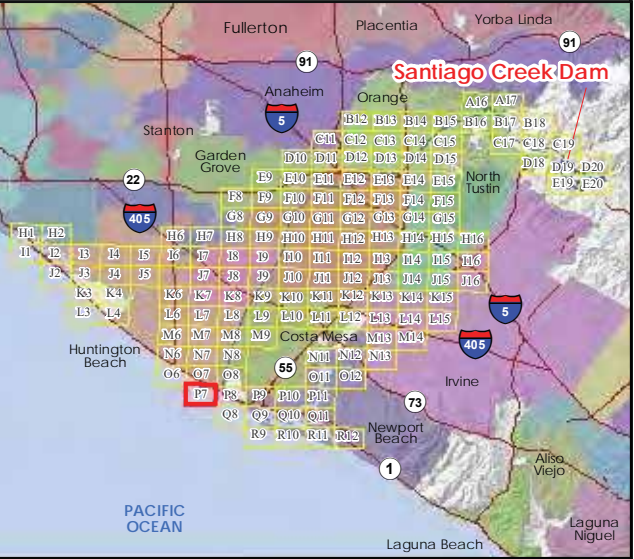 Yorba Linda
Fullerton
Placentia
91
91
Santiago Creek Dam
Anaheim
Orange
5
A16 A17
B12 B13 B14 B15 B16 B17 B18
Stanton
C11 C12 C13 C14 C15 C17 C18 C19
Garden
Grove
D10 D11 D12 D13 D14 D15 D18 D19 D20
North
Tustin
E9 E10 E11 E12 E13 E14 E15 E19 E20
22
F8 F9 F10 F11 F12 F13 F14 F15
405
G8 G9 G10 G11 G12 G13 G14 G15
H1 H2 H6 H7 H8 H9 H10 H11 H12 H13 H14 H15 H16
I1 I2 I3 I4 I5 I6 I7 I8 I9 I10 I11 I12 I13 I14 I15 I16
J2 J3 J4 J5 J7 J8 J9 J10 J11 J12 J13 J14 J15 J16
K3 K4 K6 K7 K8 K9 K10 K11 K12 K13 K14 K15
5
L3 L4 L6 L7 L8 L9 L10 L11 L12 L13 L14 L15
M6 M7 M8 M9 Costa Mesa M13 M14
405
Huntington
Beach
N6 N7 N8 N11 N12 N13
55
O6 O7 O8 O11 O12
Irvine
P7 P8 P9 P10 P11
73
Q8 Q9 Q10 Q11
Newport
Beach
R9 R10 R11 R12
1
Aliso
Viejo
PACIFIC
OCEAN
Laguna
Niguel
Laguna Beach